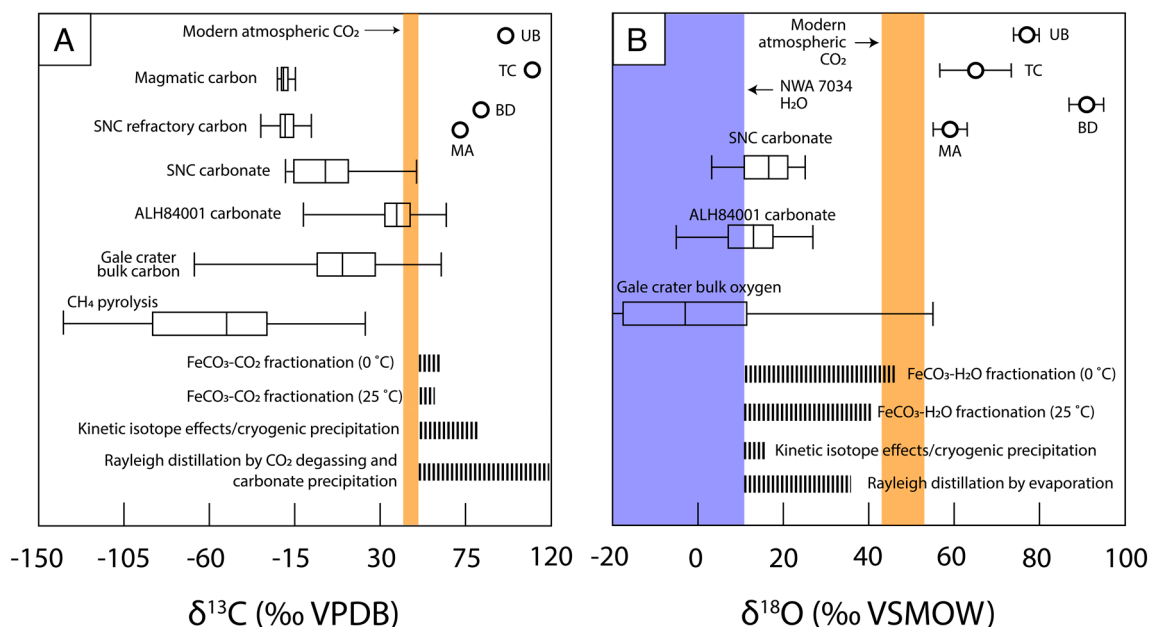 A
Modern atmospheric CO₂
UB
TC
Magmatic carbon
BD
SNC refractory carbon
MA
SNC carbonate
ALH84001 carbonate
Gale crater
bulk carbon
CH₄ pyrolysis
FeCO₃-CO₂ fractionation (0 ˚C)
FeCO₃-CO₂ fractionation (25 ˚C)
Kinetic isotope effects/cryogenic precipitation
Rayleigh distillation by CO₂ degassing and
carbonate precipitation
-150 -105 -60 -15 30 75 120
δ¹³C (‰ VPDB)
B
Modern
atmospheric
CO₂
UB
TC
NWA 7034
H₂O
BD
MA
SNC carbonate
ALH84001 carbonate
Gale crater bulk oxygen
FeCO₃-H₂O fractionation (0 ˚C)
FeCO₃-H₂O fractionation (25 ˚C)
Kinetic isotope effects/cryogenic precipitation
Rayleigh distillation by evaporation
-20 0 20 40 60 80 100
δ¹⁸O (‰ VSMOW)